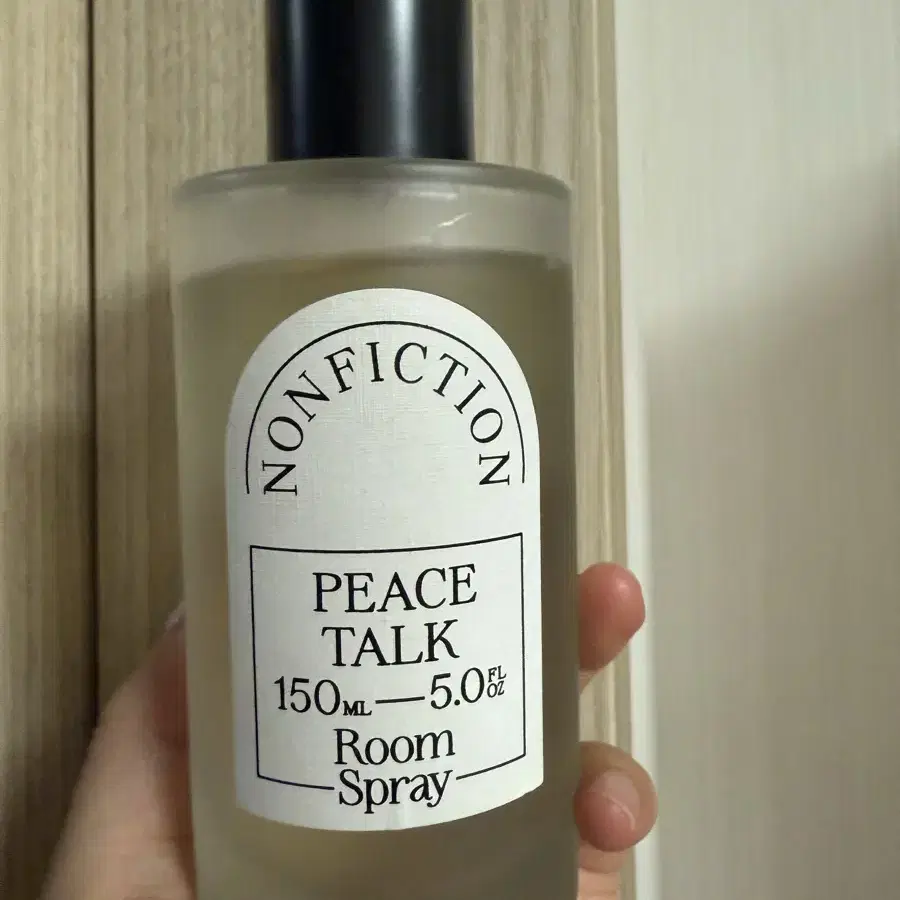 NONFICTION
PEACE
TALK
150ML—5.0FL OZ
Room
Spray